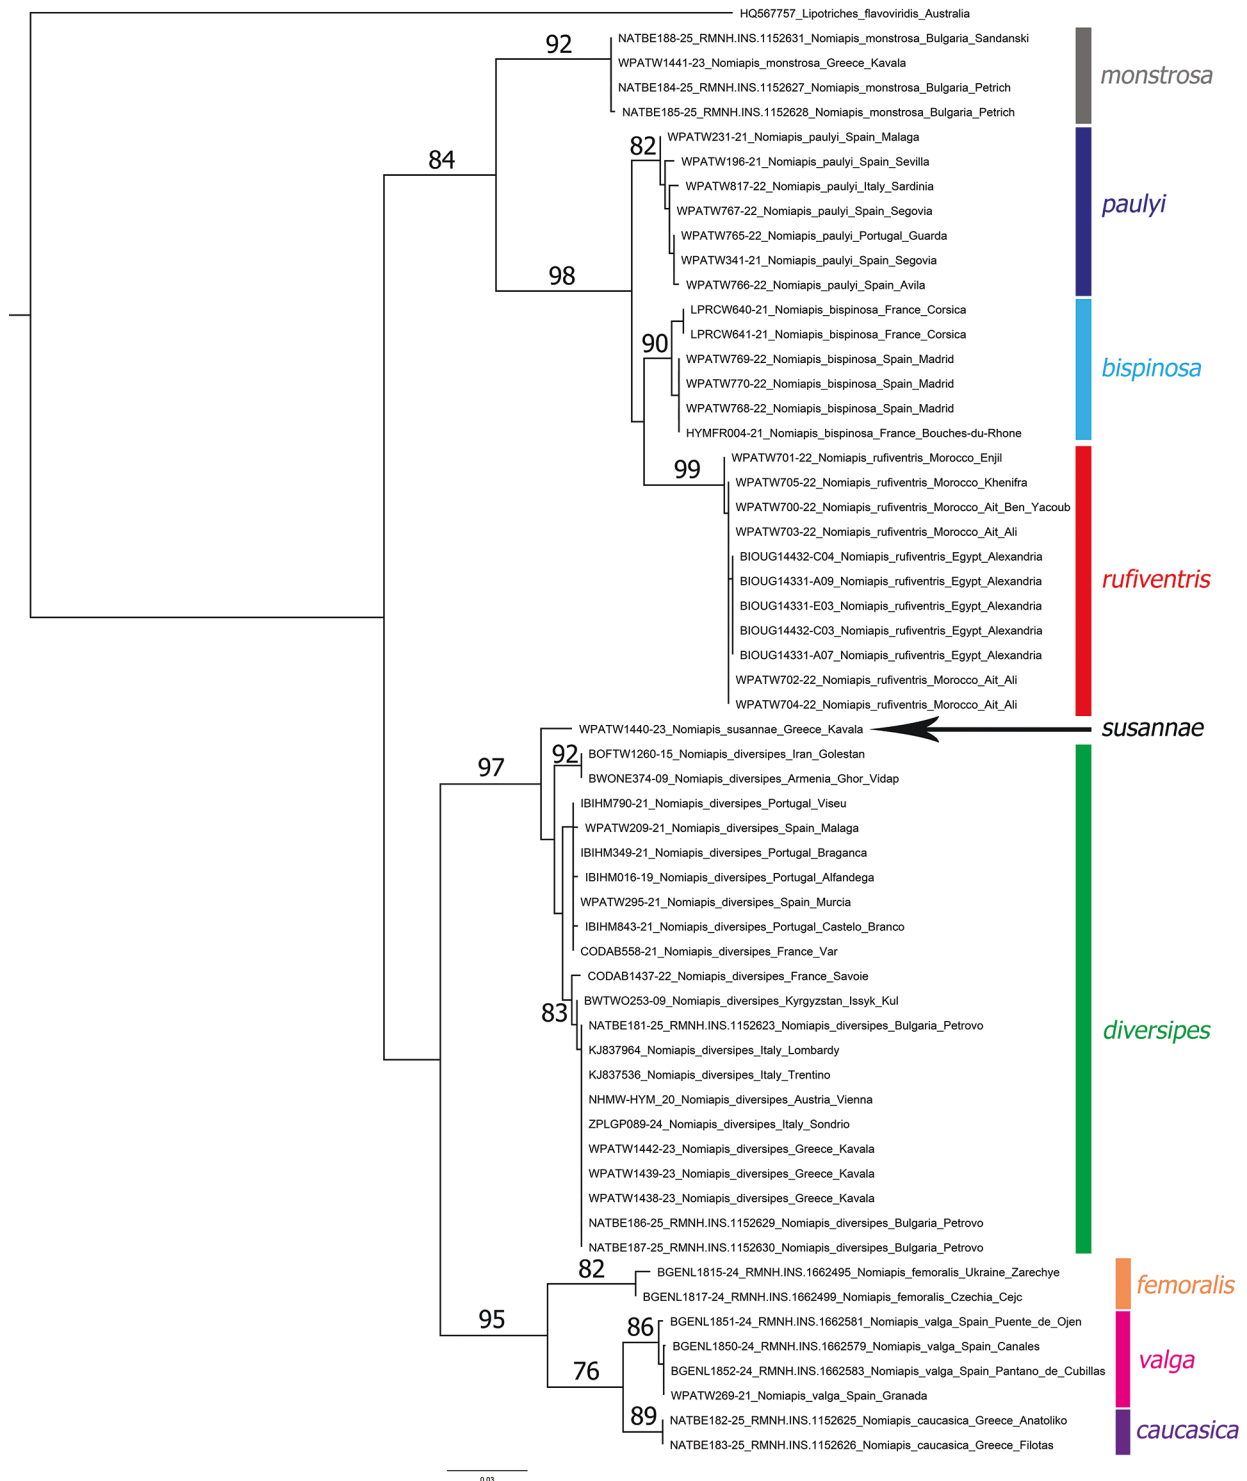 HQ567757_Lipotriches_flavoviridis_Australia
92
NATBE188-25_RMNH.INS.1152631_Nomiapis_monstrosa_Bulgaria_Sandanski
WPATW1441-23_Nomiapis_monstrosa_Greece_Kavala
monstrosa
NATBE184-25_RMNH.INS.1152627_Nomiapis_monstrosa_Bulgaria_Petrich
NATBE185-25_RMNH.INS.1152628_Nomiapis_monstrosa_Bulgaria_Petrich
84
82
WPATW231-21_Nomiapis_paulyi_Spain_Malaga
WPATW196-21_Nomiapis_paulyi_Spain_Sevilla
WPATW817-22_Nomiapis_paulyi_Italy_Sardinia
paulyi
WPATW767-22_Nomiapis_paulyi_Spain_Segovia
WPATW765-22_Nomiapis_paulyi_Portugal_Guarda
WPATW341-21_Nomiapis_paulyi_Spain_Segovia
98
WPATW766-22_Nomiapis_paulyi_Spain_Avila
LPRCW640-21_Nomiapis_bispinosa_France_Corsica
LPRCW641-21_Nomiapis_bispinosa_France_Corsica
90
WPATW769-22_Nomiapis_bispinosa_Spain_Madrid
bispinosa
WPATW770-22_Nomiapis_bispinosa_Spain_Madrid
WPATW768-22_Nomiapis_bispinosa_Spain_Madrid
HYMFR004-21_Nomiapis_bispinosa_France_Bouches-du-Rhone
WPATW701-22_Nomiapis_rufiventris_Morocco_Enjil
99
WPATW705-22_Nomiapis_rufiventris_Morocco_Khenifra
WPATW700-22_Nomiapis_rufiventris_Morocco_Ait_Ben_Yacoub
WPATW703-22_Nomiapis_rufiventris_Morocco_Ait_Ali
BIOUG14432-C04_Nomiapis_rufiventris_Egypt_Alexandria
BIOUG14331-A09_Nomiapis_rufiventris_Egypt_Alexandria
rufiventris
BIOUG14331-E03_Nomiapis_rufiventris_Egypt_Alexandria
BIOUG14432-C03_Nomiapis_rufiventris_Egypt_Alexandria
BIOUG14331-A07_Nomiapis_rufiventris_Egypt_Alexandria
WPATW702-22_Nomiapis_rufiventris_Morocco_Ait_Ali
WPATW704-22_Nomiapis_rufiventris_Morocco_Ait_Ali
WPATW1440-23_Nomiapis_susannae_Greece_Kavala
susannae
97
92
BOFTW1260-15_Nomiapis_diversipes_Iran_Golestan
BWONE374-09_Nomiapis_diversipes_Armenia_Ghor_Vidap
IBIHM790-21_Nomiapis_diversipes_Portugal_Viseu
WPATW209-21_Nomiapis_diversipes_Spain_Malaga
IBIHM349-21_Nomiapis_diversipes_Portugal_Braganca
IBIHM016-19_Nomiapis_diversipes_Portugal_Alfandega
WPATW295-21_Nomiapis_diversipes_Spain_Murcia
IBIHM843-21_Nomiapis_diversipes_Portugal_Castelo_Branco
CODAB558-21_Nomiapis_diversipes_France_Var
CODAB1437-22_Nomiapis_diversipes_France_Savoie
BWTWO253-09_Nomiapis_diversipes_Kyrgyzstan_Issyk_Kul
83
NATBE181-25_RMNH.INS.1152623_Nomiapis_diversipes_Bulgaria_Petrovo
diversipes
KJ837964_Nomiapis_diversipes_Italy_Lombardy
KJ837536_Nomiapis_diversipes_Italy_Trentino
NHMW-HYM_20_Nomiapis_diversipes_Austria_Vienna
ZPLGP089-24_Nomiapis_diversipes_Italy_Sondrio
WPATW1442-23_Nomiapis_diversipes_Greece_Kavala
WPATW1439-23_Nomiapis_diversipes_Greece_Kavala
WPATW1438-23_Nomiapis_diversipes_Greece_Kavala
NATBE186-25_RMNH.INS.1152629_Nomiapis_diversipes_Bulgaria_Petrovo
NATBE187-25_RMNH.INS.1152630_Nomiapis_diversipes_Bulgaria_Petrovo
82
BGENL1815-24_RMNH.INS.1662495_Nomiapis_femoralis_Ukraine_Zarechye
femoralis
BGENL1817-24_RMNH.INS.1662499_Nomiapis_femoralis_Czechia_Cejc
95
86
BGENL1851-24_RMNH.INS.1662581_Nomiapis_valga_Spain_Puente_de_Ojen
BGENL1850-24_RMNH.INS.1662579_Nomiapis_valga_Spain_Canales
valga
76
BGENL1852-24_RMNH.INS.1662583_Nomiapis_valga_Spain_Pantano_de_Cubillas
WPATW269-21_Nomiapis_valga_Spain_Granada
89
NATBE182-25_RMNH.INS.1152625_Nomiapis_caucasica_Greece_Anatoliko
caucasica
NATBE183-25_RMNH.INS.1152626_Nomiapis_caucasica_Greece_Filotas
0.03